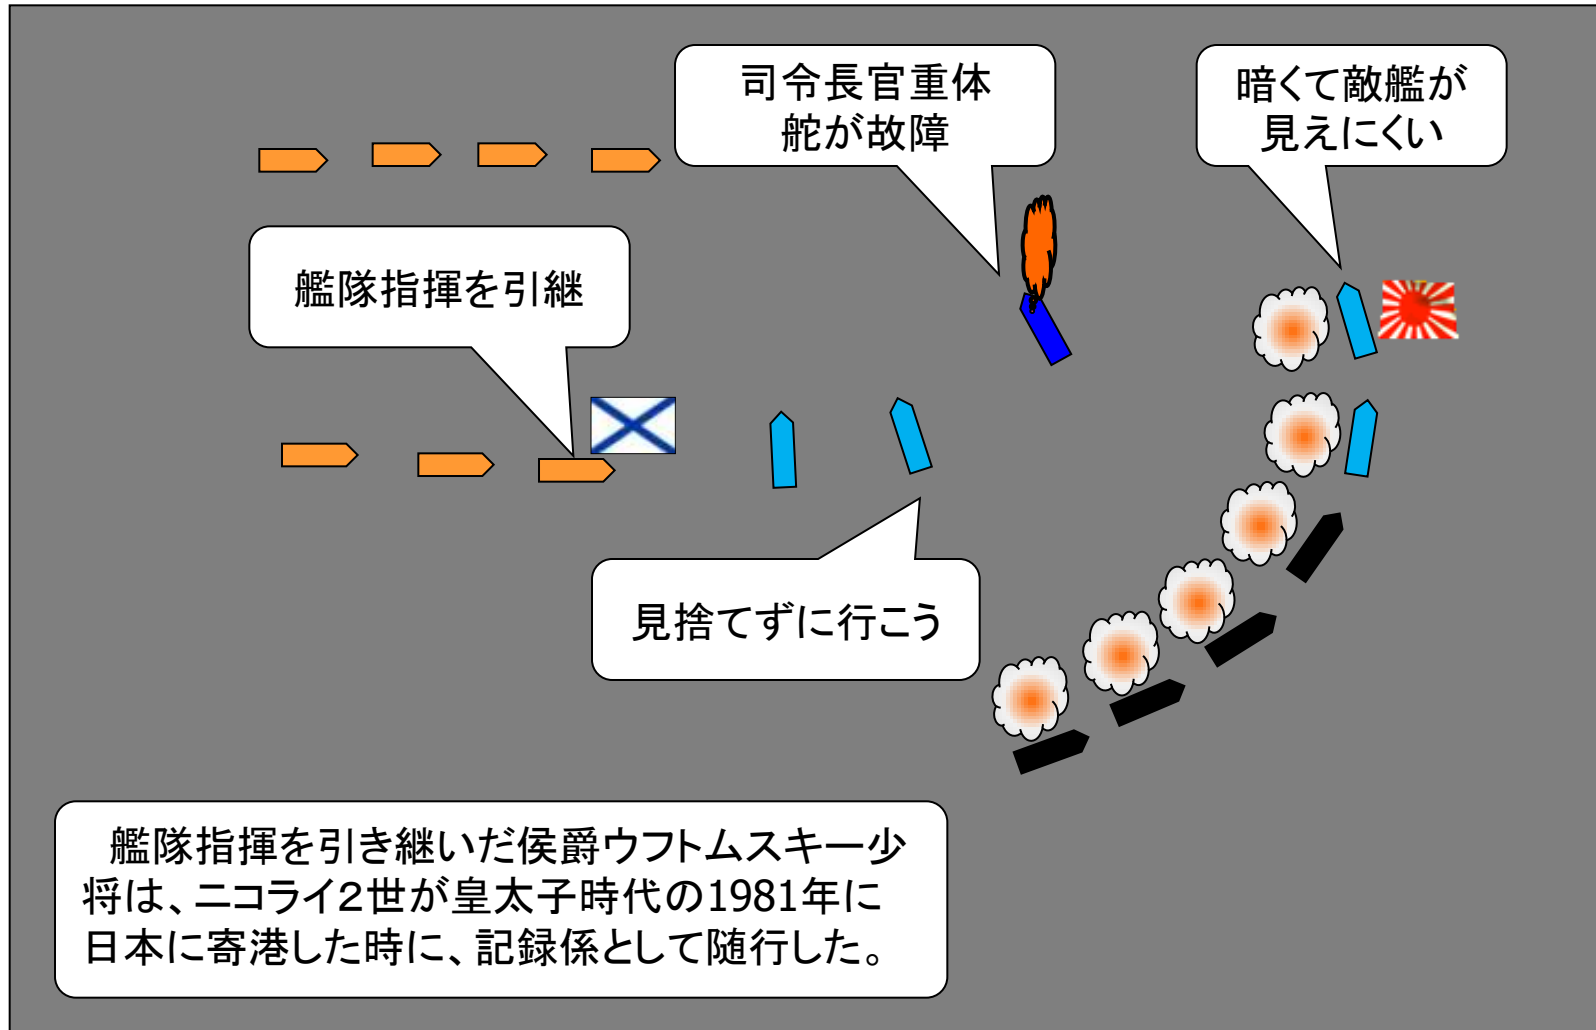 司令長官重体
舵が故障
暗くて敵艦が
見えにくい
艦隊指揮を引継
見捨てずに行こう
艦隊指揮を引き継いだ侯爵ウフトムスキー少
将は、ニコライ２世が皇太子時代の1981年に
日本に寄港した時に、記録係として随行した。